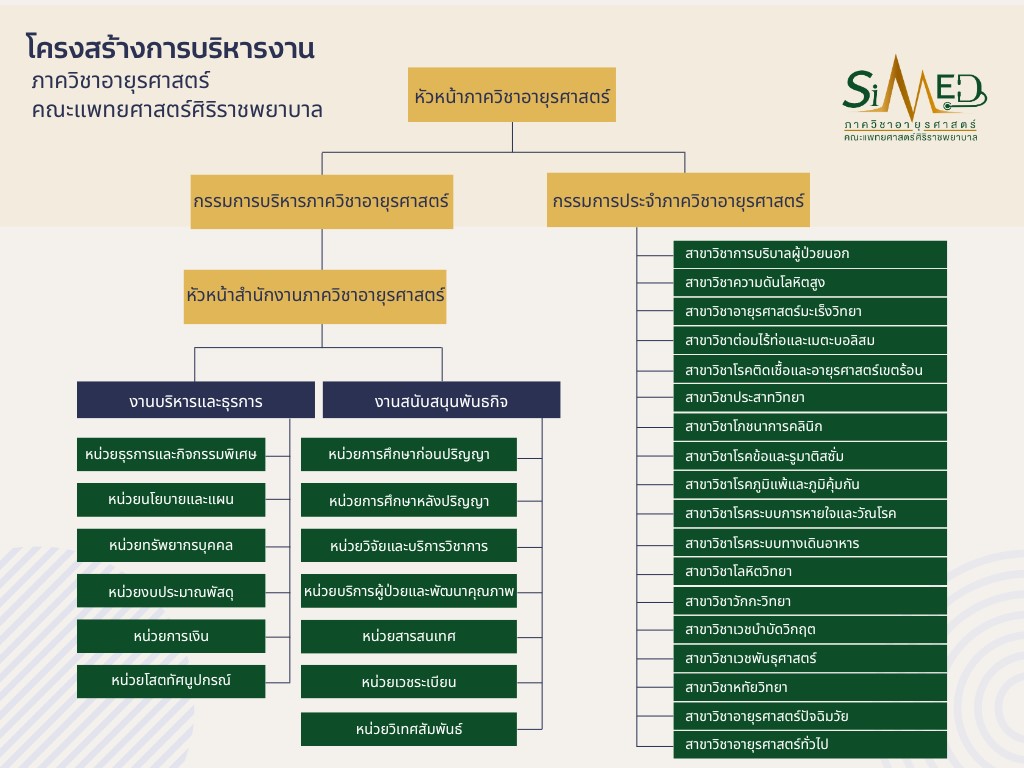 โครงสร้างการบริหารงาน
ภาควิชาอายุรศาสตร์
คณะแพทยศาสตร์ศิริราชพยาบาล
SiMED
ภาควิชาอายุรศาสตร์
คณะแพทยศาสตร์ศิริราชพยาบาล
หัวหน้าภาควิชาอายุรศาสตร์
กรรมการบริหารภาควิชาอายุรศาสตร์
กรรมการประจำภาควิชาอายุรศาสตร์
หัวหน้าสำนักงานภาควิชาอายุรศาสตร์
งานบริหารและธุรการ
งานสนับสนุนพันธกิจ
หน่วยธุรการและกิจกรรมพิเศษ
หน่วยนโยบายและแผน
หน่วยทรัพยากรบุคคล
หน่วยงบประมาณพัสดุ
หน่วยการเงิน
หน่วยโสตทัศนูปกรณ์
หน่วยการศึกษาก่อนปริญญา
หน่วยการศึกษาหลังปริญญา
หน่วยวิจัยและบริการวิชาการ
หน่วยบริการผู้ป่วยและพัฒนาคุณภาพ
หน่วยสารสนเทศ
หน่วยเวชระเบียน
หน่วยวิเทศสัมพันธ์
สาขาวิชาการบริบาลผู้ป่วยนอก
สาขาวิชาความดันโลหิตสูง
สาขาวิชาอายุรศาสตร์มะเร็งวิทยา
สาขาวิชาต่อมไร้ท่อและเมตะบอลิสม
สาขาวิชาโรคติดเชื้อและอายุรศาสตร์เขตร้อน
สาขาวิชาประสาทวิทยา
สาขาวิชาโภชนาการคลินิก
สาขาวิชาโรคข้อและรูมาติสซั่ม
สาขาวิชาโรคภูมิแพ้และภูมิคุ้มกัน
สาขาวิชาโรคระบบการหายใจและวัณโรค
สาขาวิชาโรคระบบทางเดินอาหาร
สาขาวิชาโลหิตวิทยา
สาขาวิชาวักกะวิทยา
สาขาวิชาเวชบำบัดวิกฤต
สาขาวิชาเวชพันธุศาสตร์
สาขาวิชาหทัยวิทยา
สาขาวิชาอายุรศาสตร์ปัจฉิมวัย
สาขาวิชาอายุรศาสตร์ทั่วไป